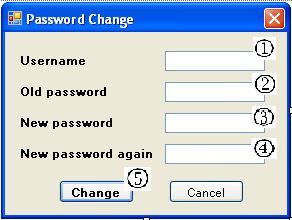 Password Change
Username ①
Old password ②
New password ③
New password again ④
⑤
Change Cancel